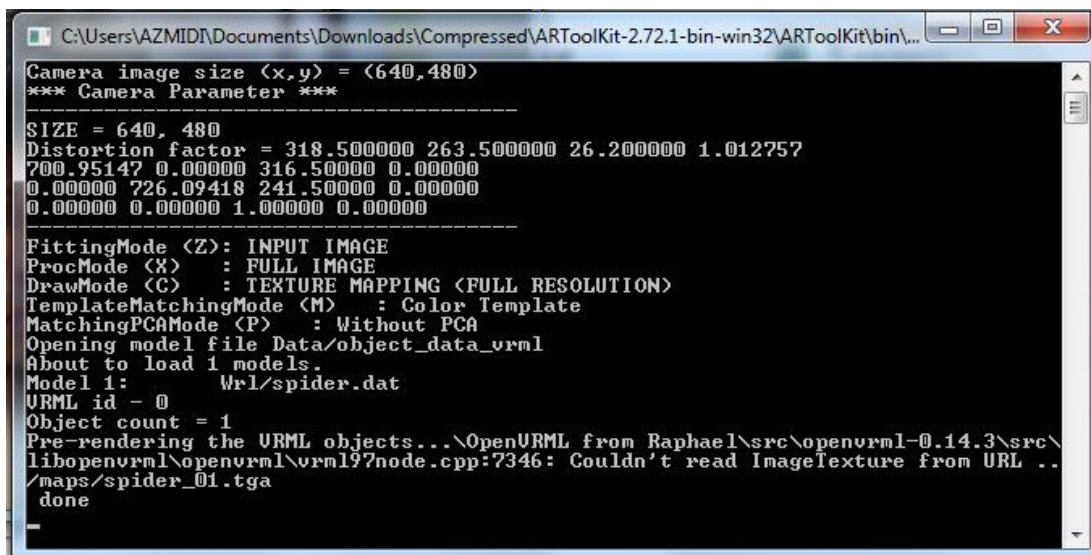 C:\Users\AZMIDI\Documents\Downloads\Compressed\ARToolKit-2.72.1-bin-win32\ARToolKit\bin\...
Camera image size (x,y) = (640,480)
*** Camera Parameter ***
--------------------------------------
SIZE = 640, 480
Distortion factor = 318.500000 263.500000 26.200000 1.012757
700.95147 0.00000 316.50000 0.00000
0.00000 726.09418 241.50000 0.00000
0.00000 0.00000 1.00000 0.00000
--------------------------------------
FittingMode (Z): INPUT IMAGE
ProcMode (X)   : FULL IMAGE
DrawMode (C)   : TEXTURE MAPPING (FULL RESOLUTION)
TemplateMatchingMode (M)   : Color Template
MatchingPCAMode (P)   : Without PCA
Opening model file Data/object_data_vrml
About to load 1 models.
Model 1:        Wrl/spider.dat
VRML id - 0
Object count = 1
Pre-rendering the VRML objects...\OpenVRML from Raphael\src\openvrml-0.14.3\src\
libopenvrml\openvrml\vrml97node.cpp:7346: Couldn't read ImageTexture from URL ..
/maps/spider_01.tga
 done